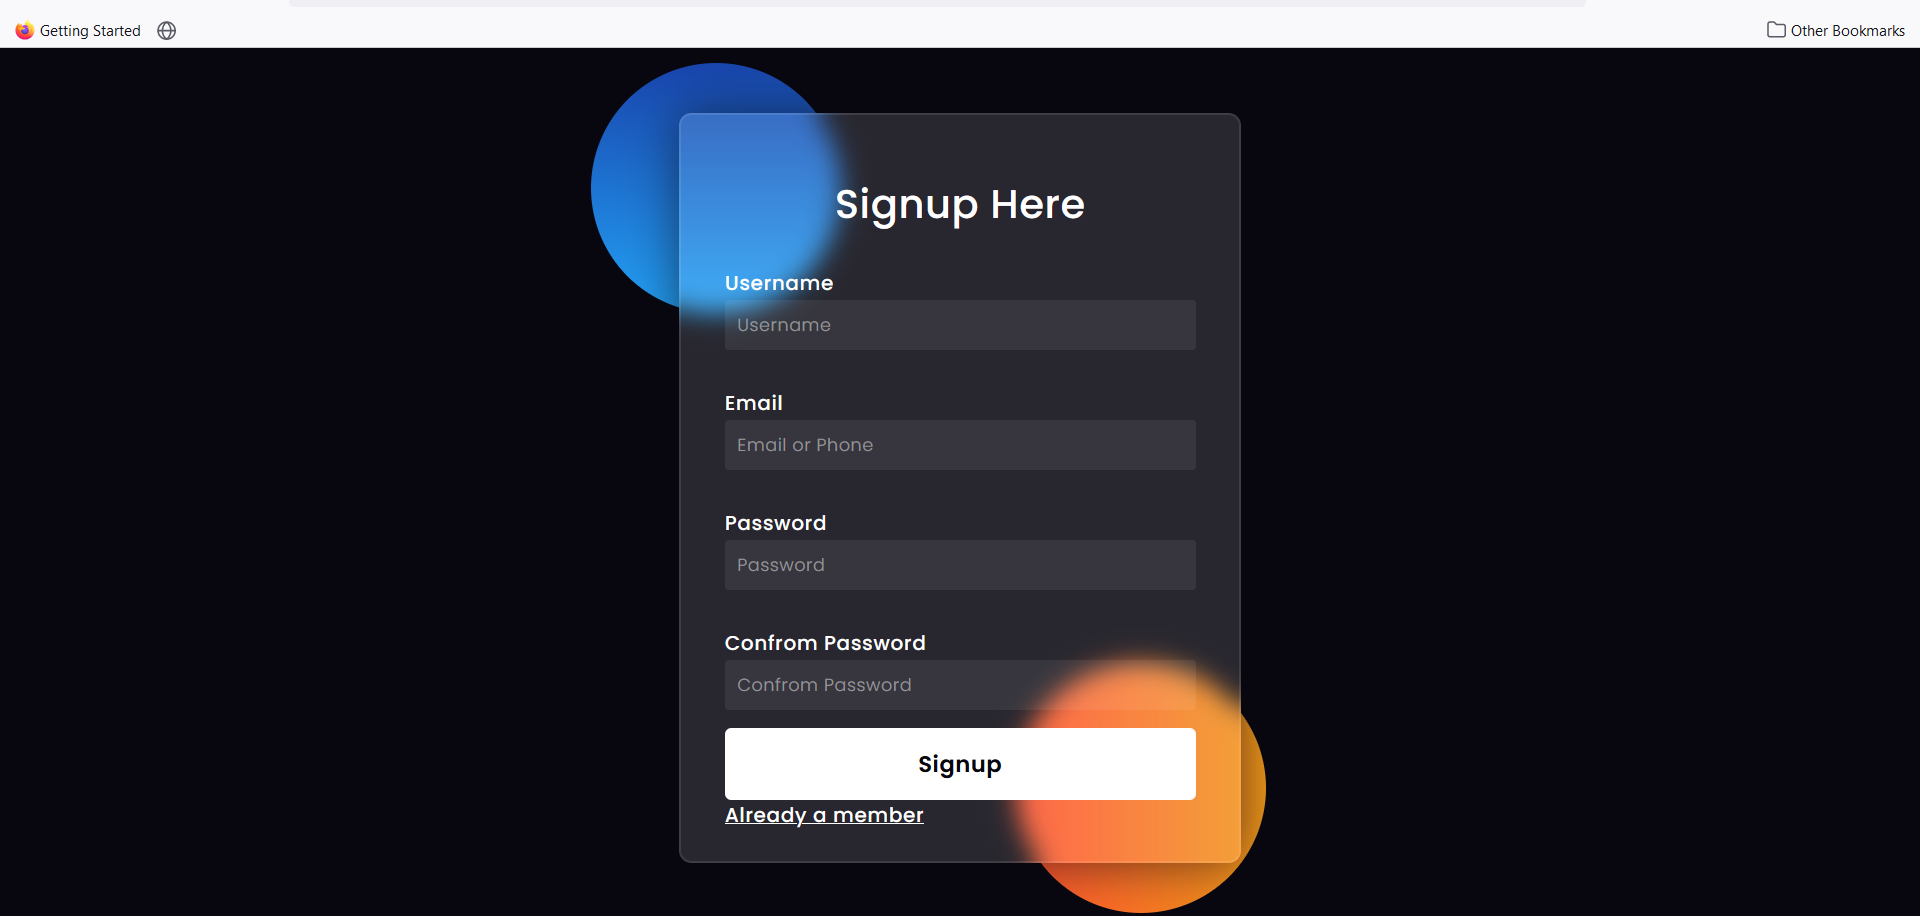 Getting Started
Other Bookmarks
Signup Here
Username
Username
Email
Email or Phone
Password
Password
Confrom Password
Confrom Password
Signup
Already a member